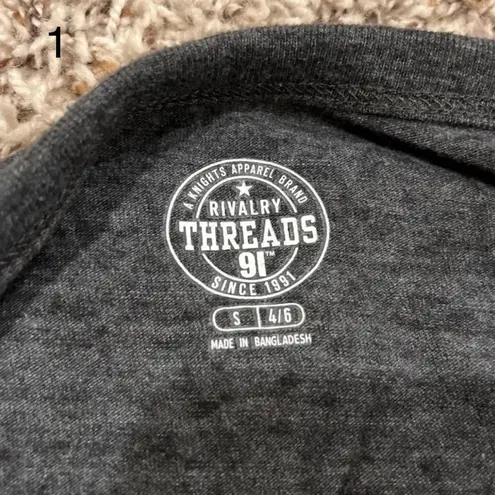 1
A KNIGHTS APPAREL BRAND
RIVALRY
THREADS
91™
SINCE 1991
S 4/6
MADE IN BANGLADESH